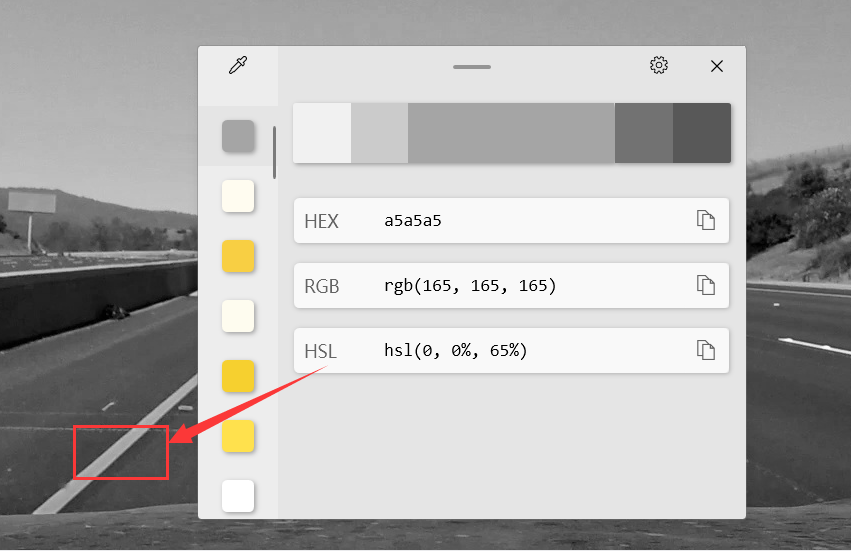 HEX a5a5a5
RGB rgb(165, 165, 165)
HSL hsl(0, 0%, 65%)